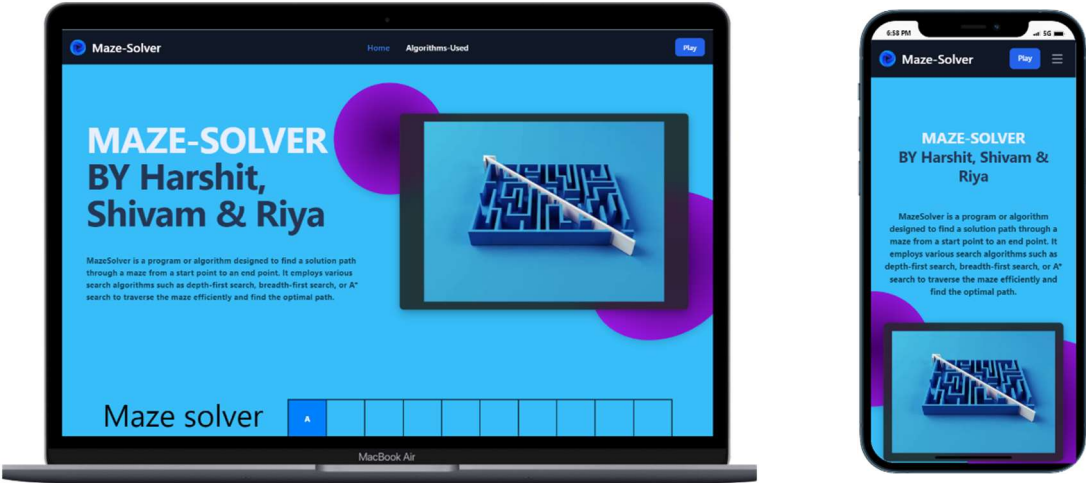 Maze-Solver
Home Algorithms-Used
Play
MAZE-SOLVER
BY Harshit,
Shivam & Riya
MazeSolver is a program or algorithm designed to find a solution path
through a maze from a start point to an end point. It employs various
search algorithms such as depth-first search, breadth-first search, or A*
search to traverse the maze efficiently and find the optimal path.
Maze solver
A
MacBook Air
6:58 PM
5G
Maze-Solver
Play
MAZE-SOLVER
BY Harshit, Shivam &
Riya
MazeSolver is a program or algorithm
designed to find a solution path through a
maze from a start point to an end point. It
employs various search algorithms such as
depth-first search, breadth-first search, or A*
search to traverse the maze efficiently and
find the optimal path.